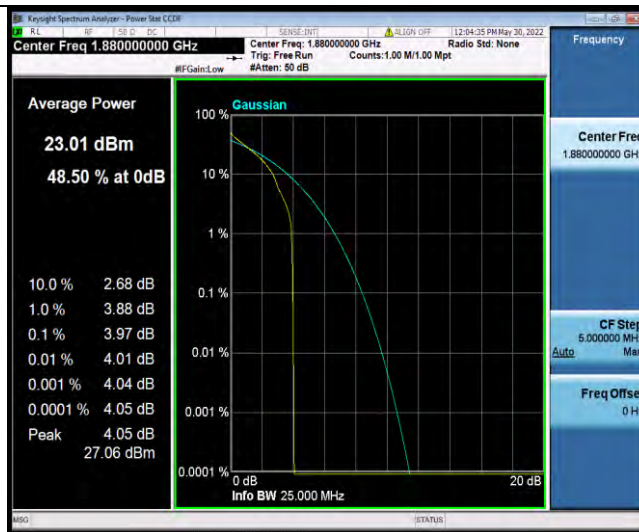 Keysight Spectrum Analyzer - Power Stat CCDF
RL RF 50 Ω DC SENSE:INT ALIGN OFF 12:04:35 PM May 30, 2022
Center Freq 1.880000000 GHz
Center Freq: 1.880000000 GHz Radio Std: None
Trig: Free Run Counts:1.00 M/1.00 Mpt
#IFGain:Low #Atten: 50 dB
Frequency
Average Power
23.01 dBm
48.50 % at 0dB
10.0 % 2.68 dB
1.0 % 3.88 dB
0.1 % 3.97 dB
0.01 % 4.01 dB
0.001 % 4.04 dB
0.0001 % 4.05 dB
Peak 4.05 dB
27.06 dBm
Gaussian
100 %
10 %
1 %
0.1 %
0.01 %
0.001 %
0.0001 %
0 dB 20 dB
Info BW 25.000 MHz
Center Fre
1.880000000 GH
CF Step
5.000000 MH
Auto Ma
Freq Offse
0 H
MSG STATUS